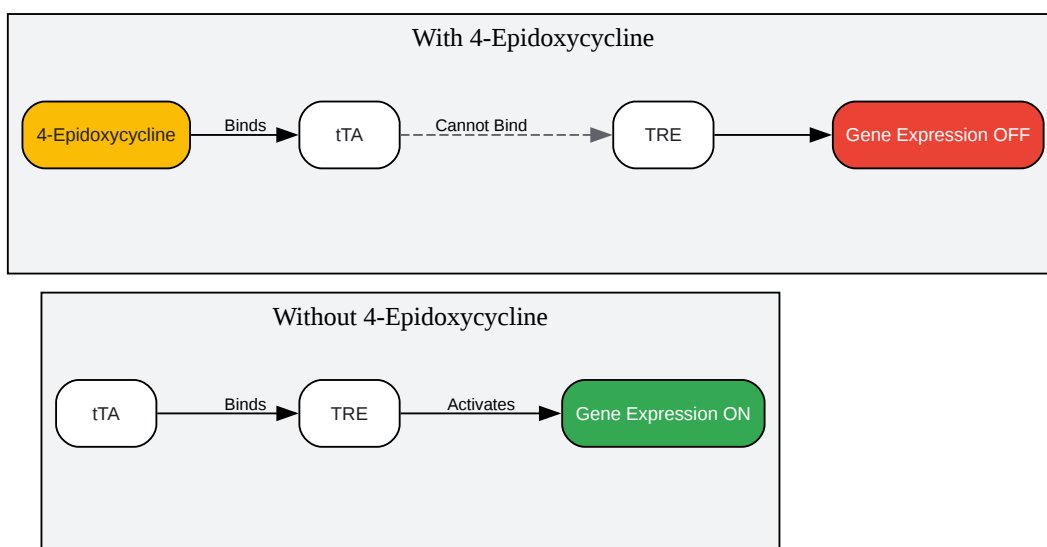 With 4-Epidoxycycline
4-Epidoxycycline
Binds
tTA
Cannot Bind
TRE
Gene Expression OFF
Without 4-Epidoxycycline
tTA
Binds
TRE
Activates
Gene Expression ON